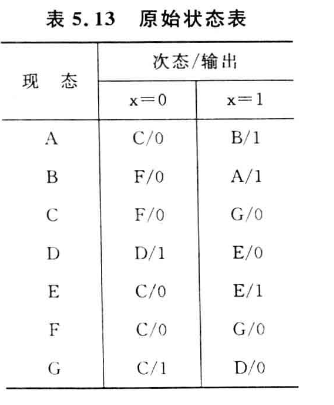 表 5.13 原始状态表
现 态 次态/输出
x=0 x=1
A C/0 B/1
B F/0 A/1
C F/0 G/0
D D/1 E/0
E C/0 E/1
F C/0 G/0
G C/1 D/0